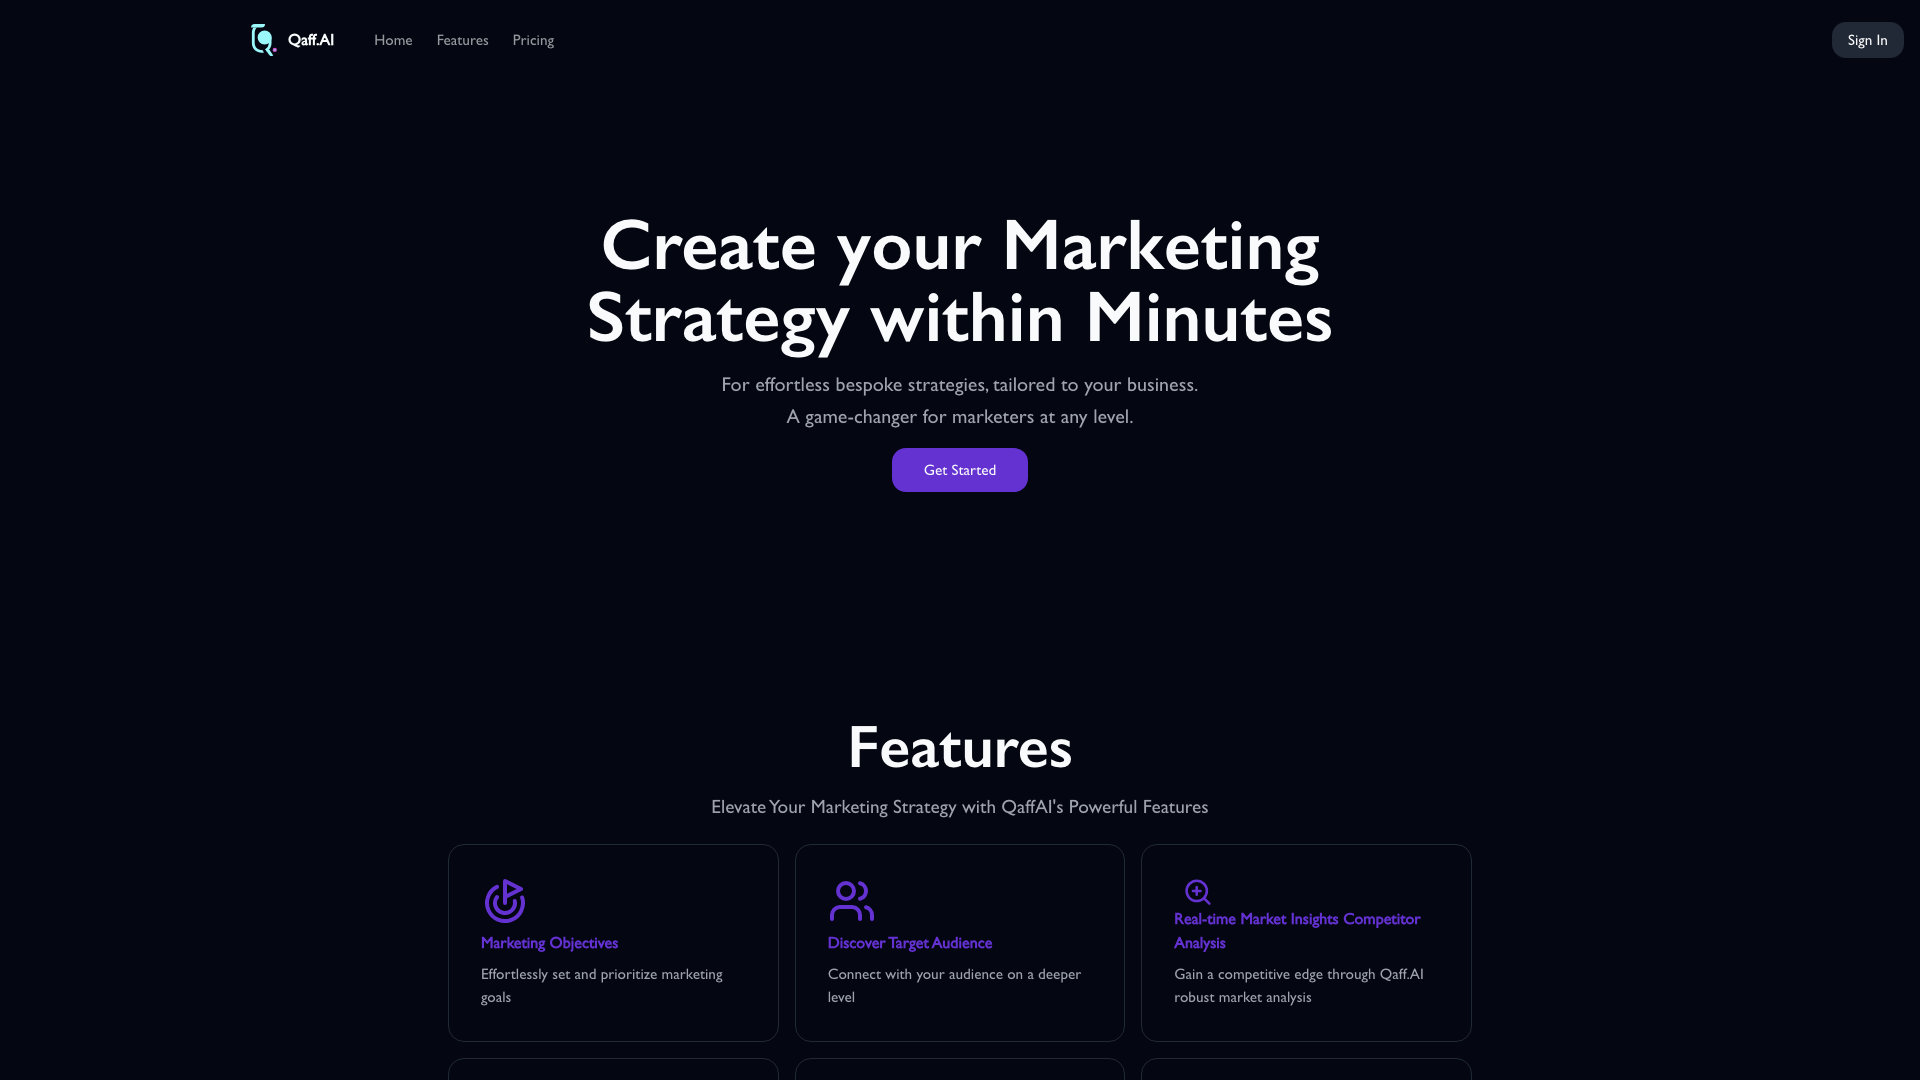 Qaff.AI
Home
Features
Pricing
Sign In
Create your Marketing
Strategy within Minutes
For effortless bespoke strategies, tailored to your business.
A game-changer for marketers at any level.
Get Started
Features
Elevate Your Marketing Strategy with QaffAI's Powerful Features
Marketing Objectives
Effortlessly set and prioritize marketing
goals
Discover Target Audience
Connect with your audience on a deeper
level
Real-time Market Insights Competitor
Analysis
Gain a competitive edge through Qaff.AI
robust market analysis